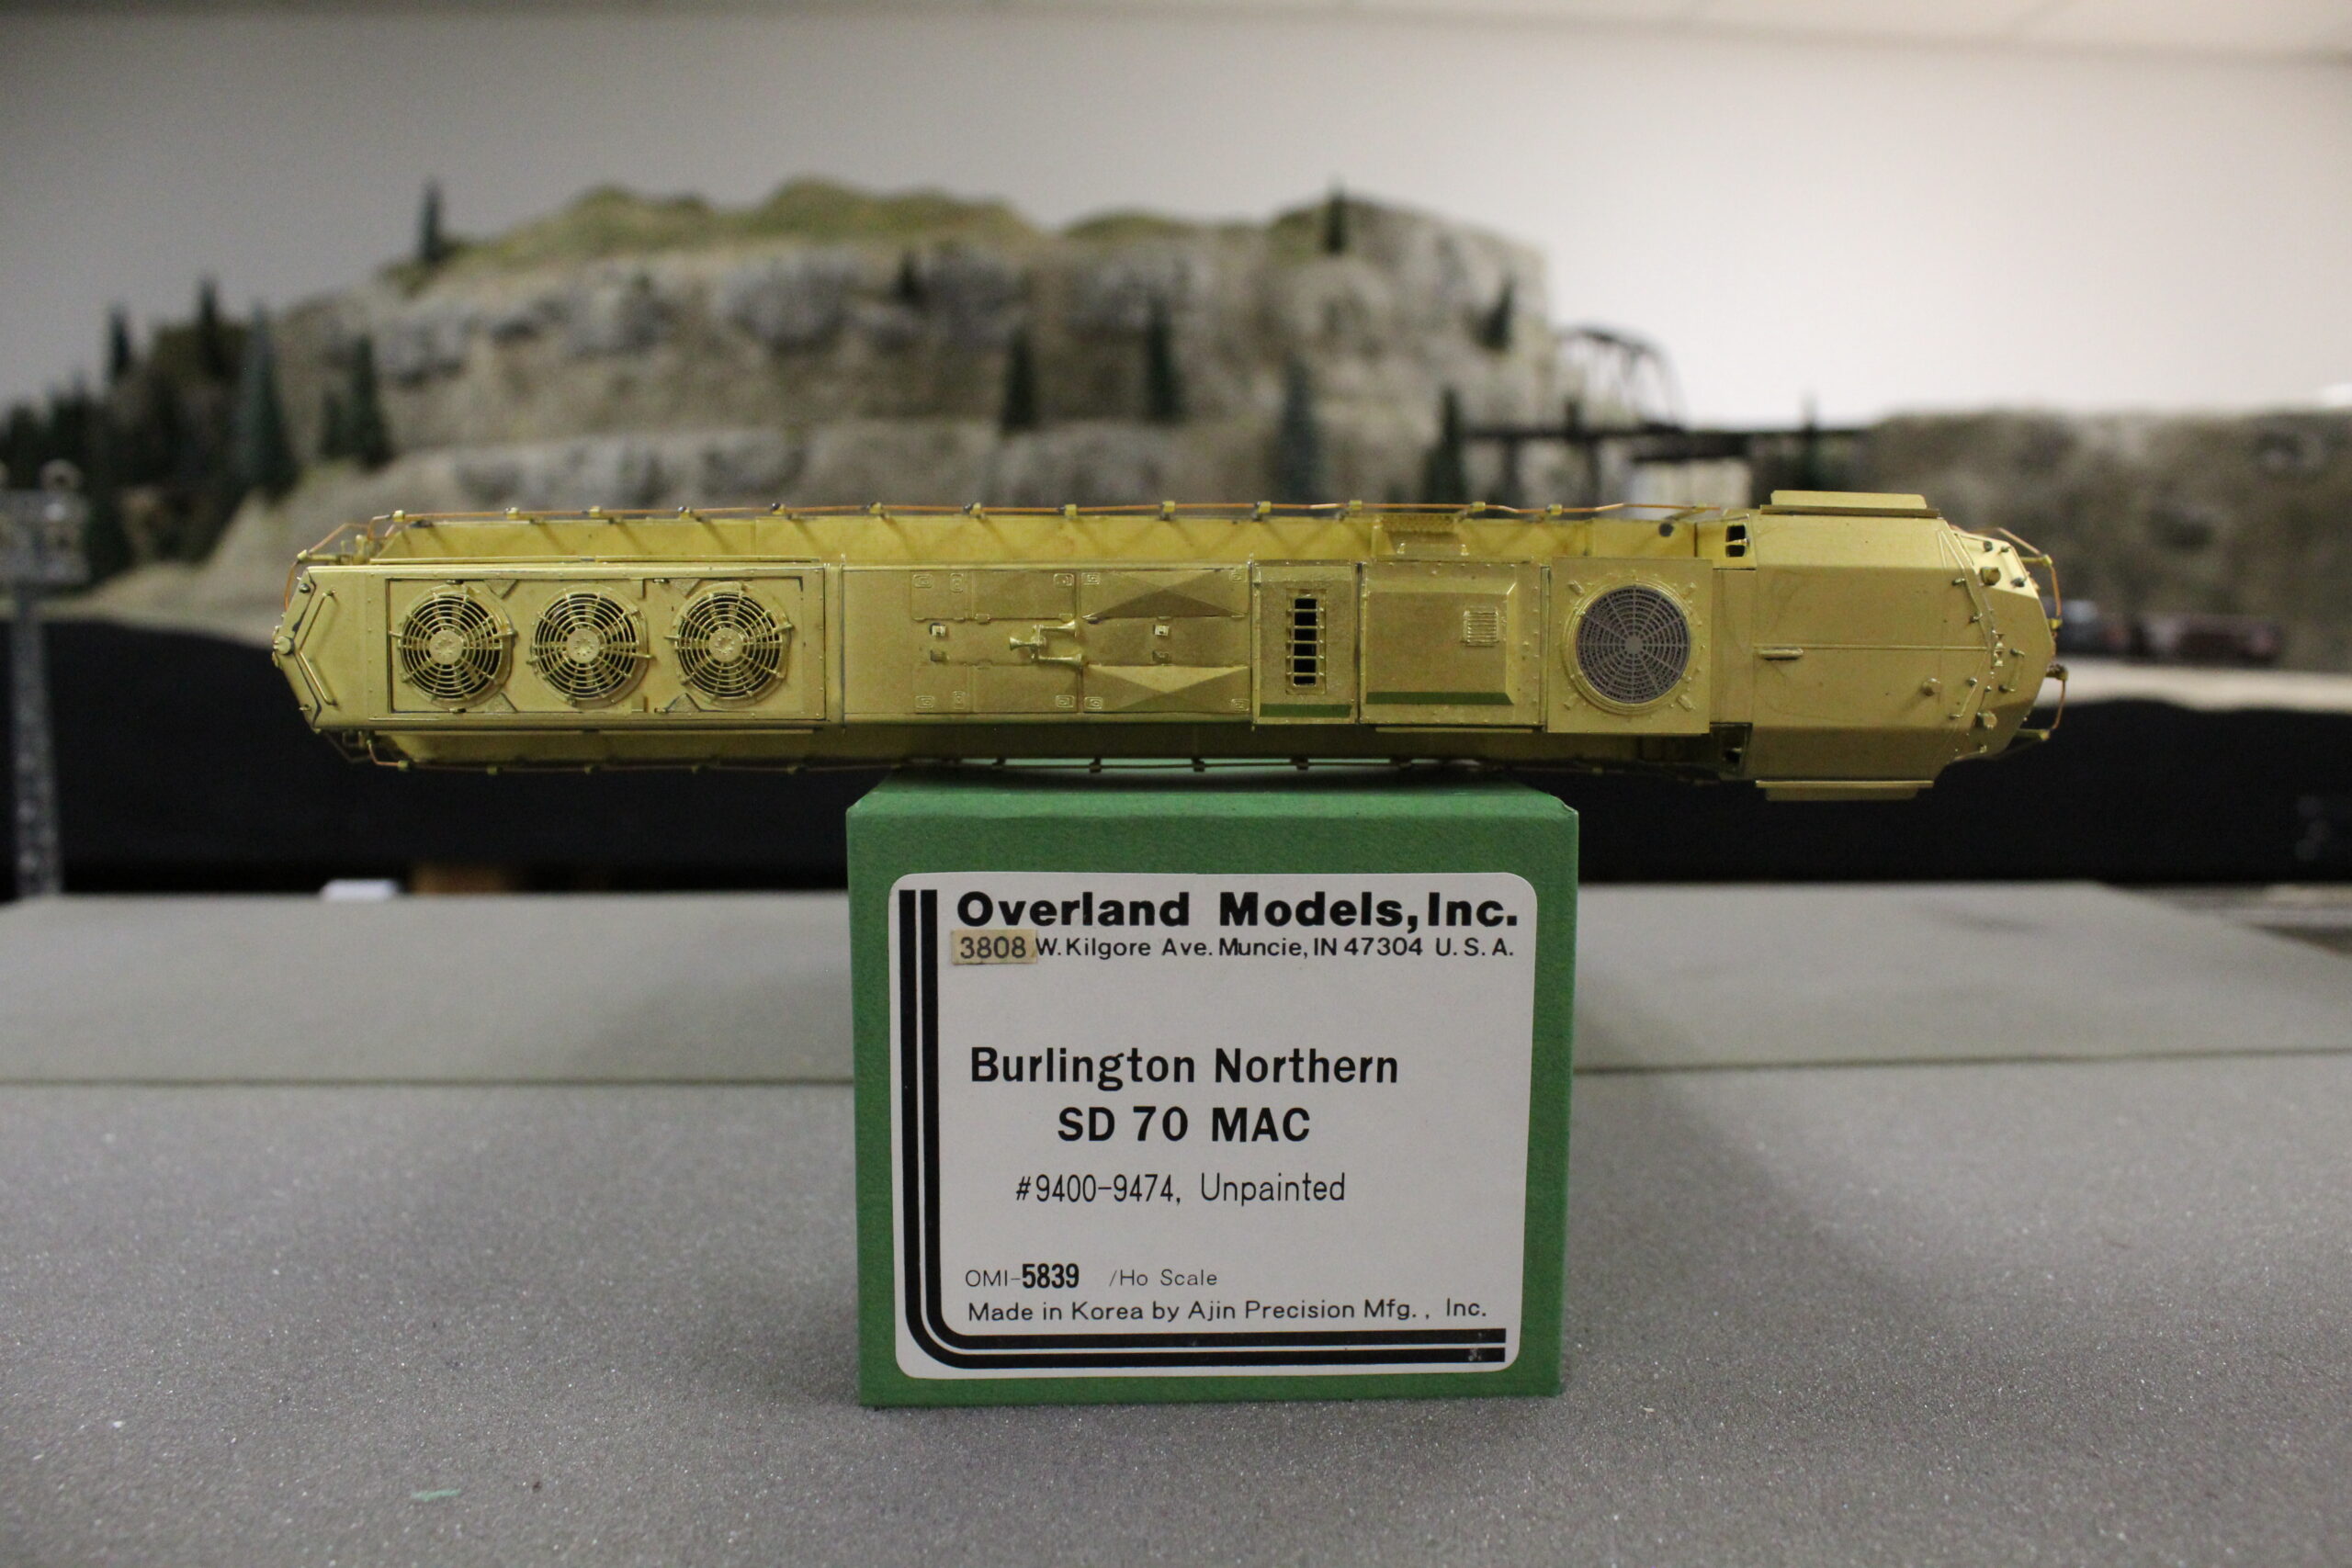 Overland Models, Inc.
3808 W. Kilgore Ave. Muncie, IN 47304 U. S. A.
Burlington Northern
SD 70 MAC
#9400-9474, Unpainted
OMI-5839 /Ho Scale
Made in Korea by Ajin Precision Mfg. , Inc.